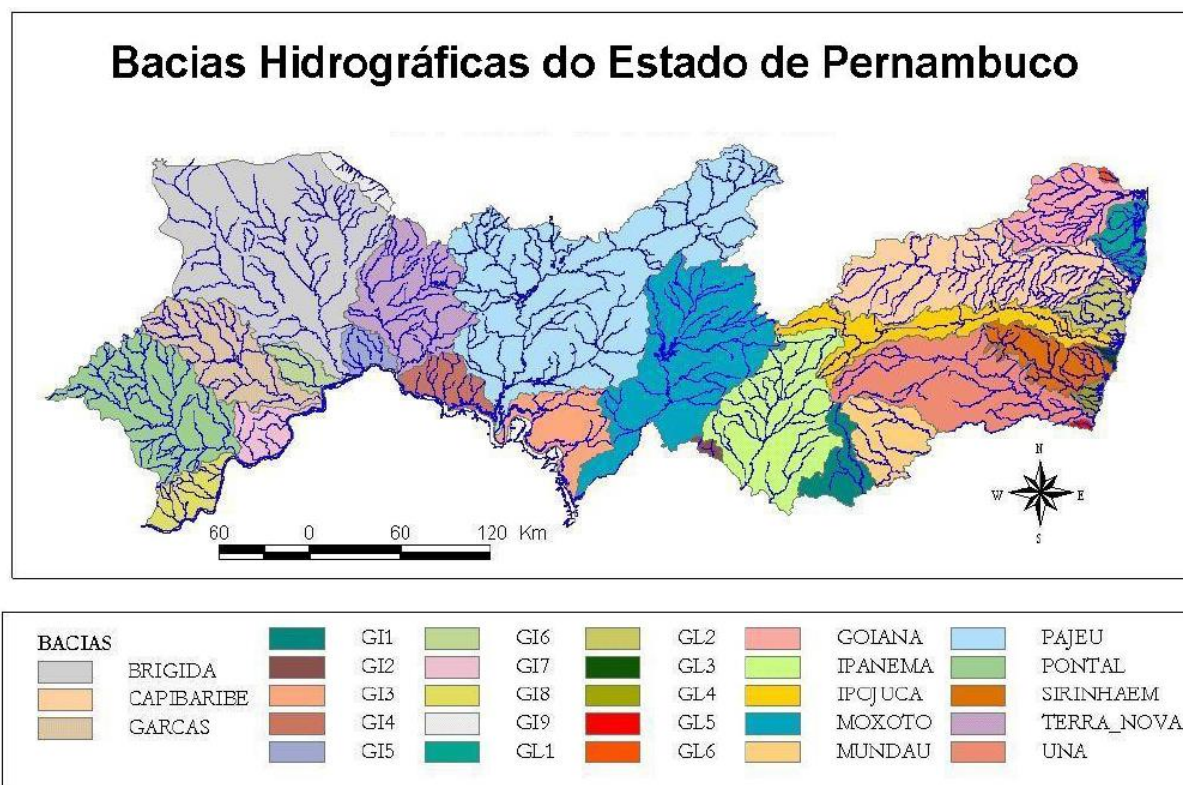 Bacias Hidrográficas do Estado de Pernambuco
N
W E
S
60 0 60 120 Km
BACIAS
BRIGIDA
CAPIBARIBE
GARCAS
GI1
GI2
GI3
GI4
GI5
GI6
GI7
GI8
GI9
GL1
GL2
GL3
GL4
GL5
GL6
GOIANA
IPANEMA
IPOJUCA
MOXOTO
MUNDAU
PAJEU
PONTAL
SIRINHAEM
TERRA_NOVA
UNA